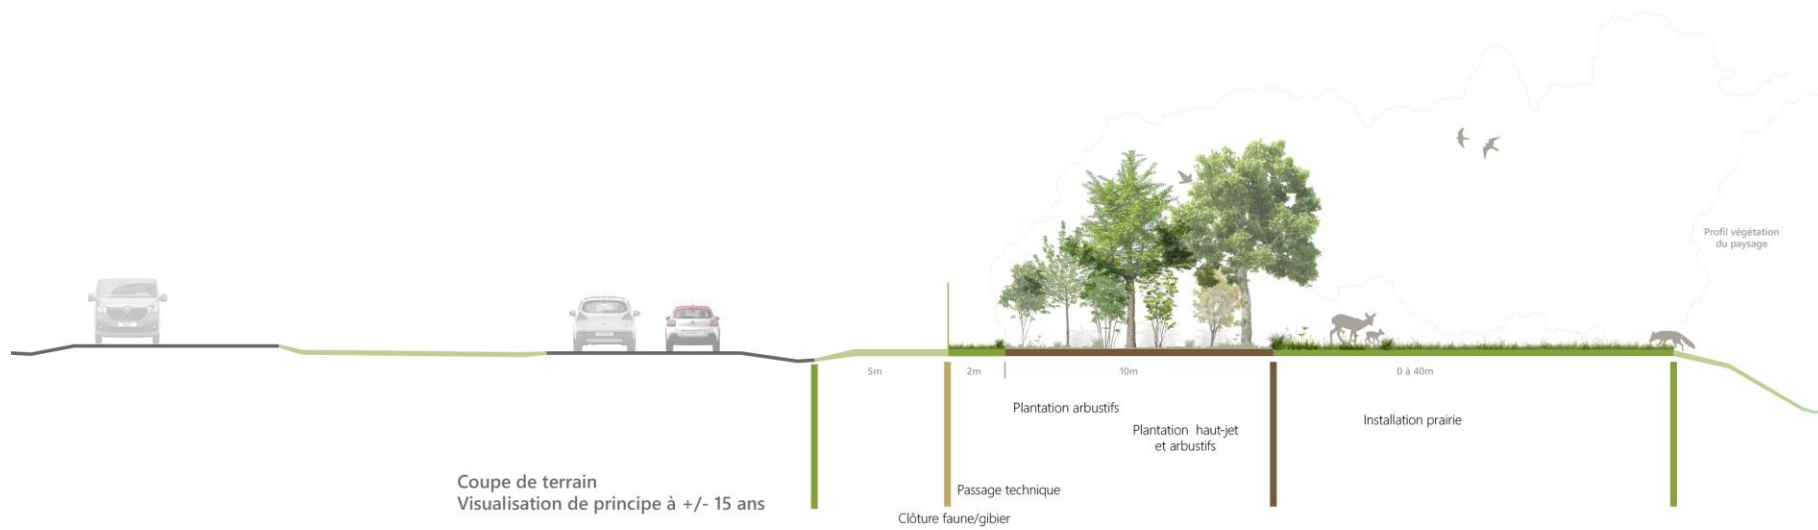 Profil végétation
du paysage
5m
2m
10m
0 à 40m
Plantation arbustifs
Plantation haut-jet
et arbustifs
Installation prairie
Coupe de terrain
Visualisation de principe à +/- 15 ans
Passage technique
Clôture faune/gibier